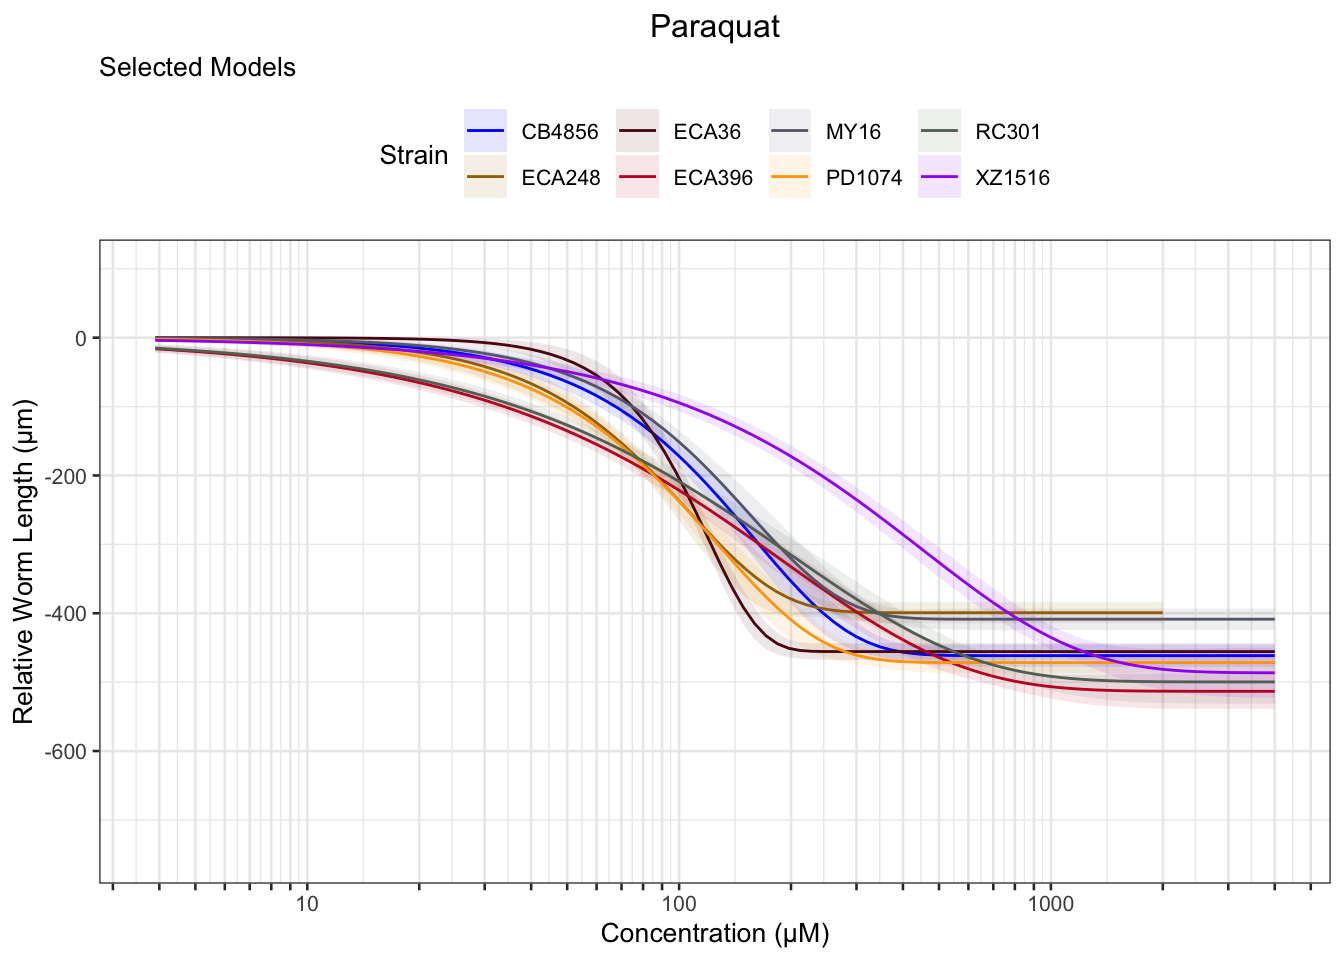 Paraquat
Selected Models
Strain
CB4856 ECA36 MY16 RC301
ECA248 ECA396 PD1074 XZ1516
Relative Worm Length (µm)
0
-200
-400
-600
10 100 1000
Concentration (µM)